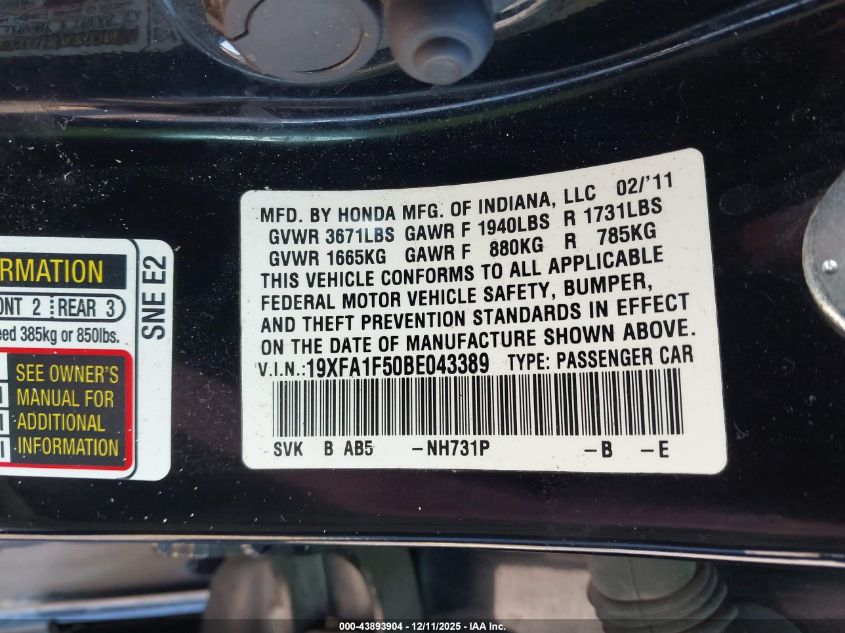 MFD. BY HONDA MFG. OF INDIANA, LLC 02/'11
GVWR 3671LBS GAWR F 1940LBS R 1731LBS
GVWR 1665KG GAWR F 880KG R 785KG
THIS VEHICLE CONFORMS TO ALL APPLICABLE
FEDERAL MOTOR VEHICLE SAFETY, BUMPER,
AND THEFT PREVENTION STANDARDS IN EFFECT
ON THE DATE OF MANUFACTURE SHOWN ABOVE.
V.I.N.:19XFA1F50BE043389 TYPE: PASSENGER CAR
SVK B AB5 -NH731P -B -E
RMATION
ONT 2 REAR 3
eed 385kg or 850lbs.
SEE OWNER'S
MANUAL FOR
ADDITIONAL
INFORMATION
SNE E2
000-43893904 - 12/11/2025 - IAA Inc.